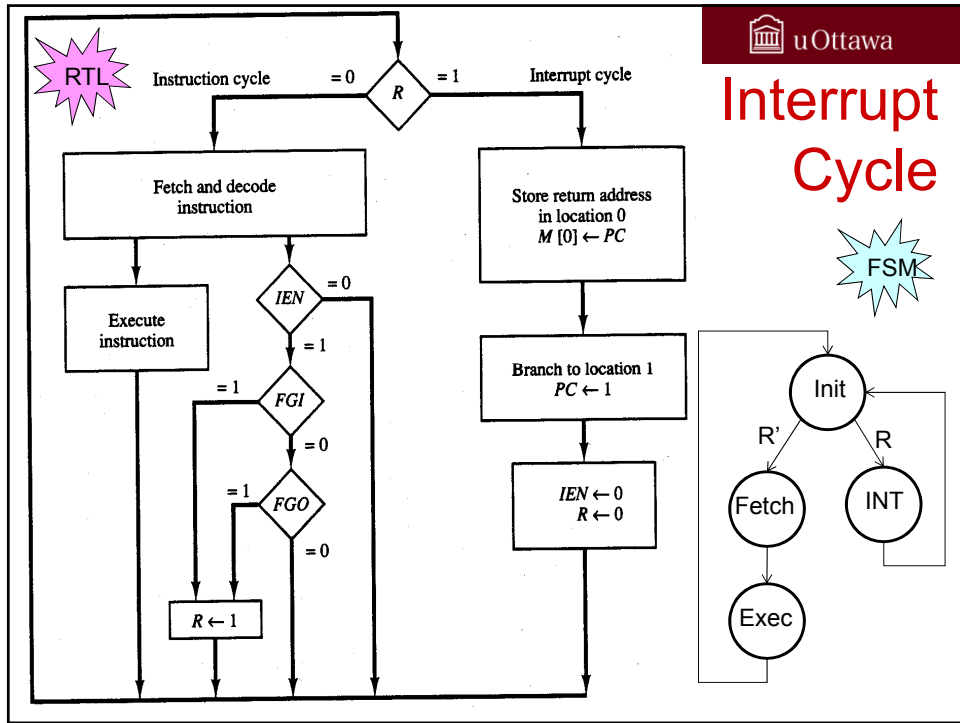 uOttawa
Interrupt
Cycle
RTL
Instruction cycle
= 0
R
= 1
Interrupt cycle
Fetch and decode
instruction
Store return address
in location 0
M [0] ← PC
IEN
= 0
Execute
instruction
= 1
Branch to location 1
PC ← 1
= 1
FGI
= 0
= 1
FGO
= 0
IEN ← 0
R ← 0
R ← 1
FSM
Init
R'
R
Fetch
INT
Exec